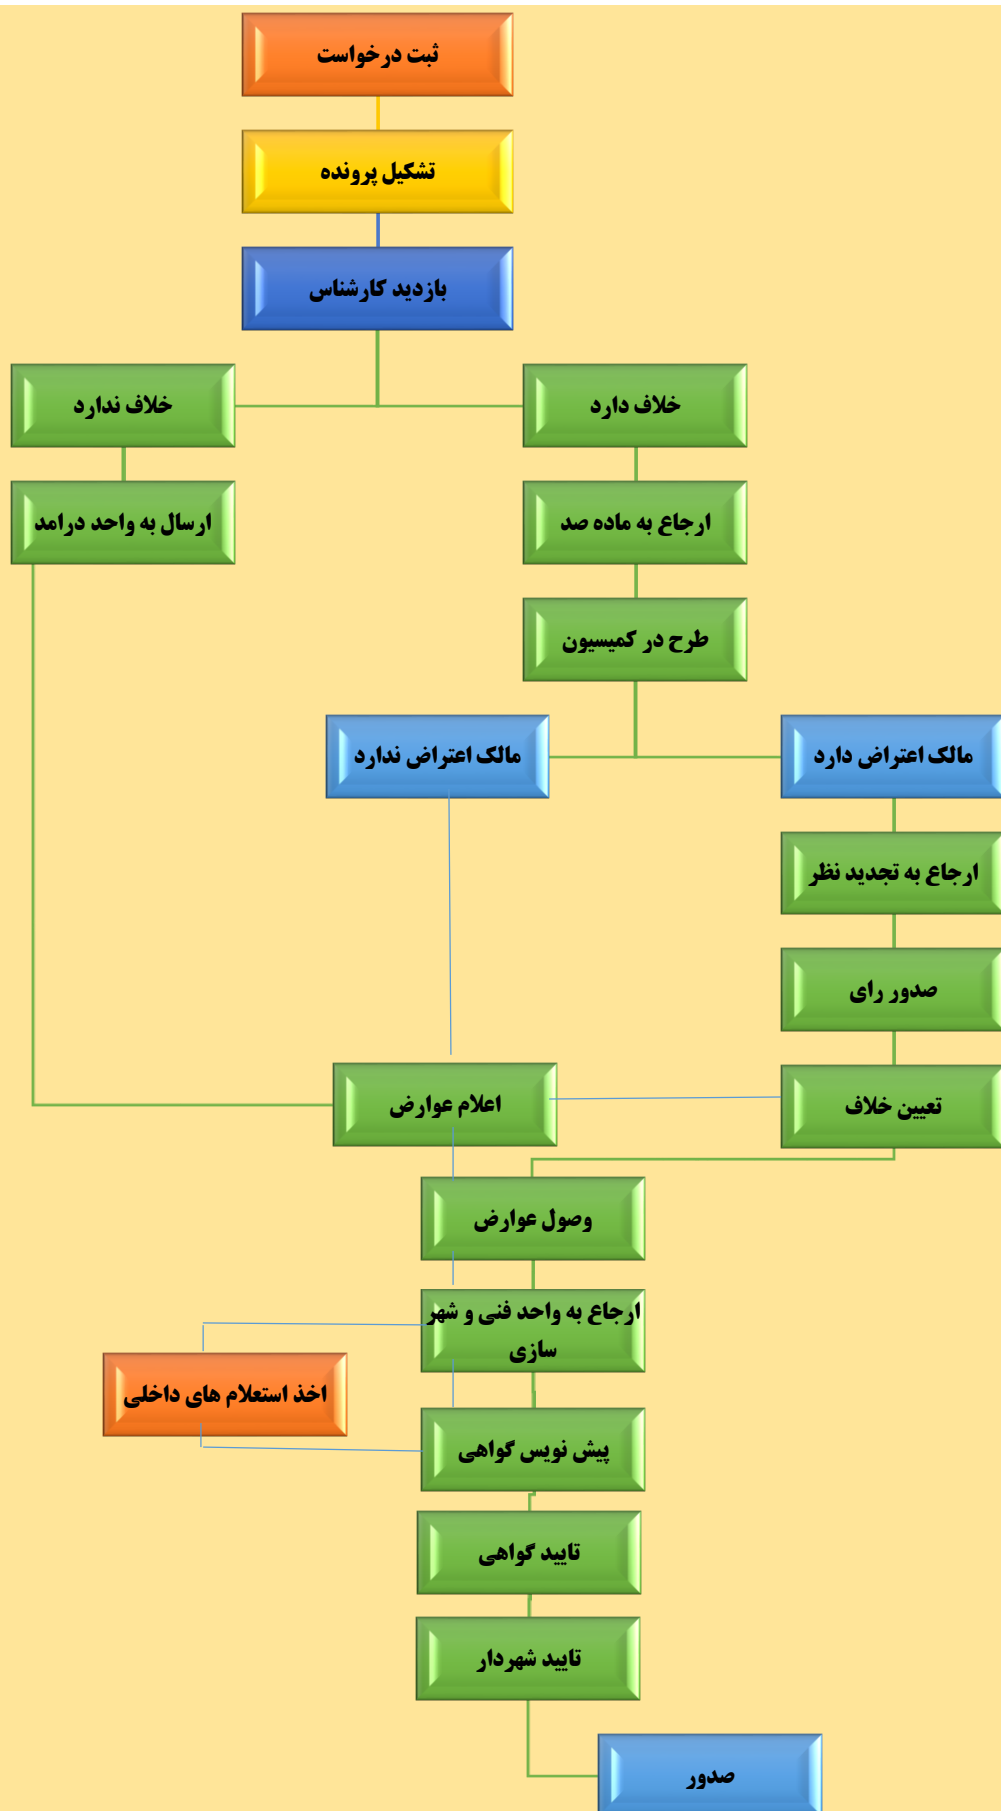 ثبت درخواست
تشکیل پرونده
بازدید کارشناس
خلاف دارد
خلاف ندارد
ارجاع به ماده صد
ارسال به واحد درامد
طرح در کمیسیون
مالک اعتراض دارد
مالک اعتراض ندارد
ارجاع به تجدید نظر
صدور رای
تعیین خلاف
اعلام عوارض
وصول عوارض
ارجاع به واحد فنی و شهر
سازی
اخذ استعلام های داخلی
پیش نویس گواهی
تایید گواهی
تایید شهردار
صدور